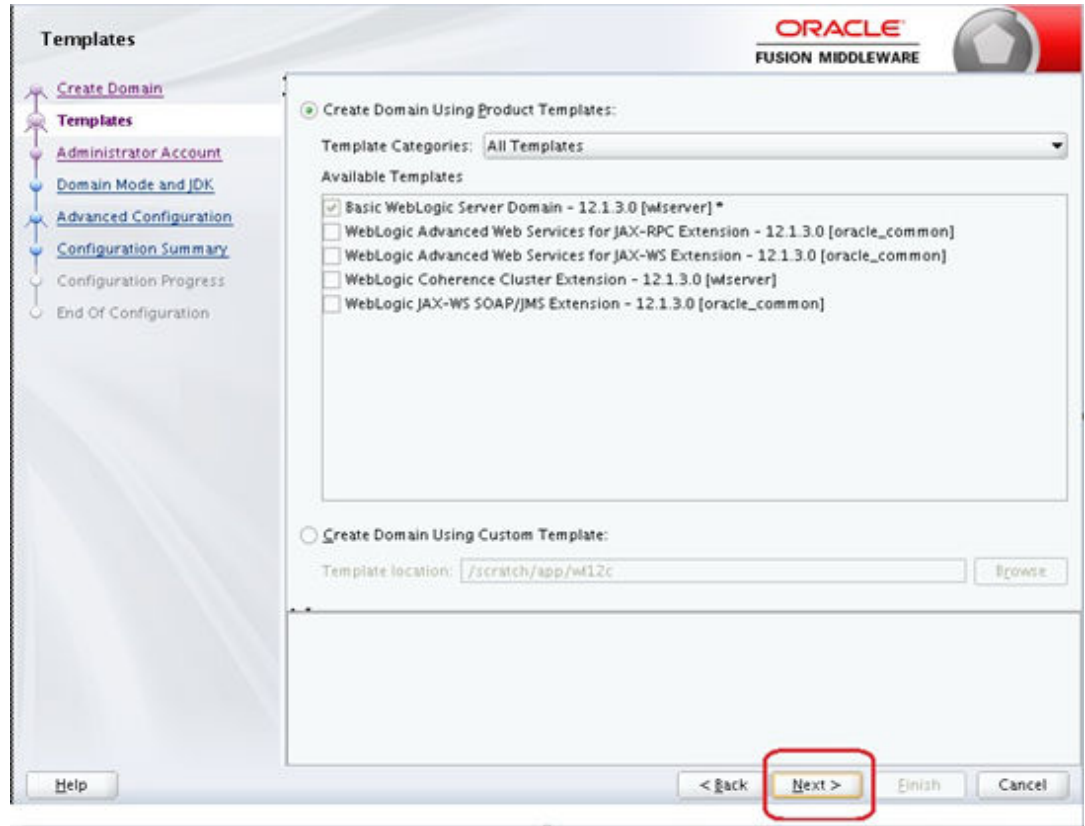 Templates
ORACLE
FUSION MIDDLEWARE
Create Domain
Templates
Administrator Account
Domain Mode and JDK
Advanced Configuration
Configuration Summary
Configuration Progress
End Of Configuration
Create Domain Using Product Templates:
Template Categories: All Templates
Available Templates
Basic WebLogic Server Domain - 12.1.3.0 [wlserver] *
WebLogic Advanced Web Services for JAX-RPC Extension - 12.1.3.0 [oracle_common]
WebLogic Advanced Web Services for JAX-WS Extension - 12.1.3.0 [oracle_common]
WebLogic Coherence Cluster Extension - 12.1.3.0 [wlserver]
WebLogic JAX-WS SOAP/JMS Extension - 12.1.3.0 [oracle_common]
Create Domain Using Custom Template:
Template location: /scratch/app/wl12c Browse
Help < Back Next > Finish Cancel